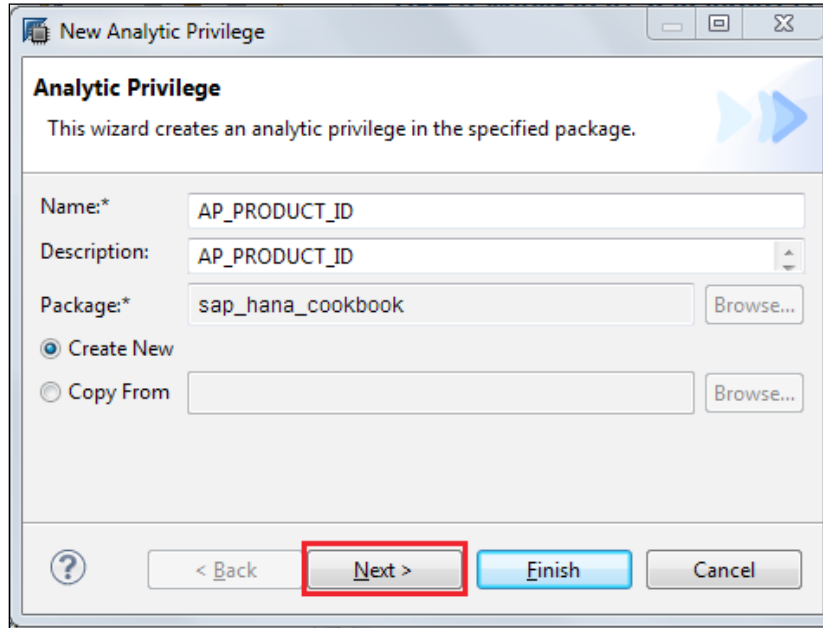 New Analytic Privilege
Analytic Privilege
This wizard creates an analytic privilege in the specified package.
Name:* AP_PRODUCT_ID
Description: AP_PRODUCT_ID
Package:* sap_hana_cookbook Browse...
Create New
Copy From Browse...
? < Back Next > Finish Cancel